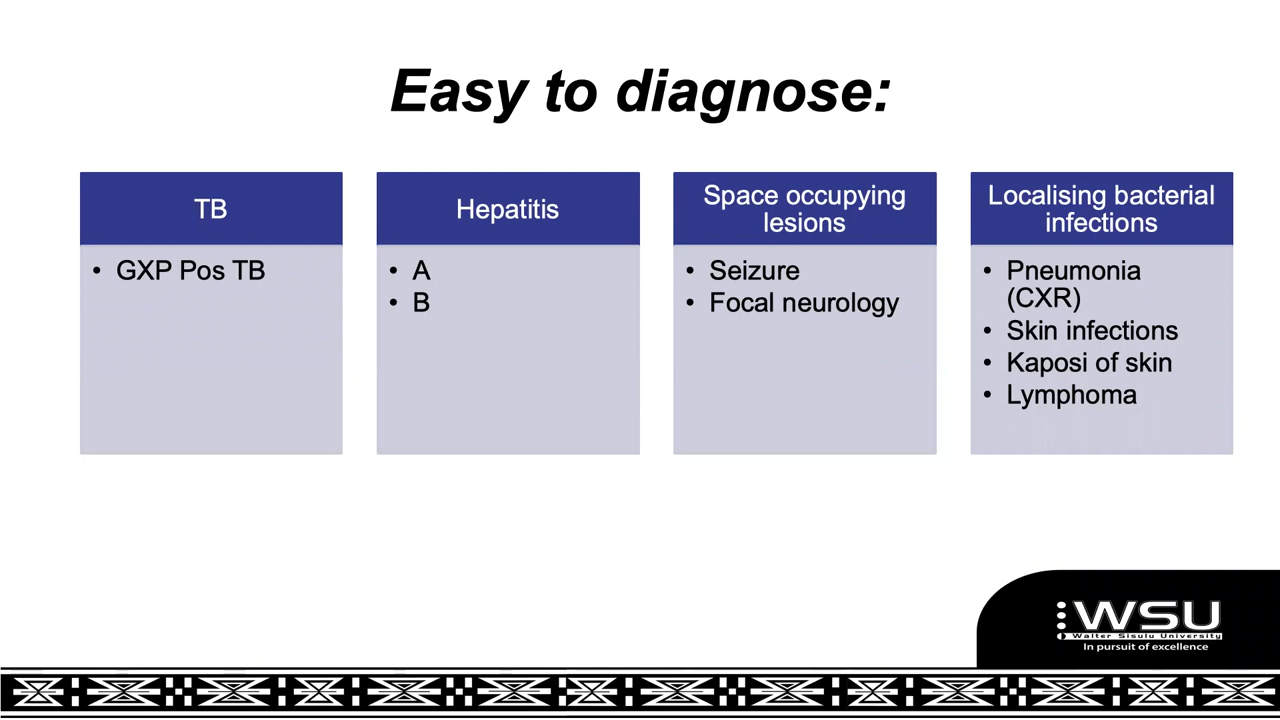 Easy to diagnose:
TB
• GXP Pos TB
Hepatitis
• A
• B
Space occupying
lesions
• Seizure
• Focal neurology
Localising bacterial
infections
• Pneumonia
(CXR)
• Skin infections
• Kaposi of skin
• Lymphoma
WSU
Walter Sisulu University
In pursuit of excellence